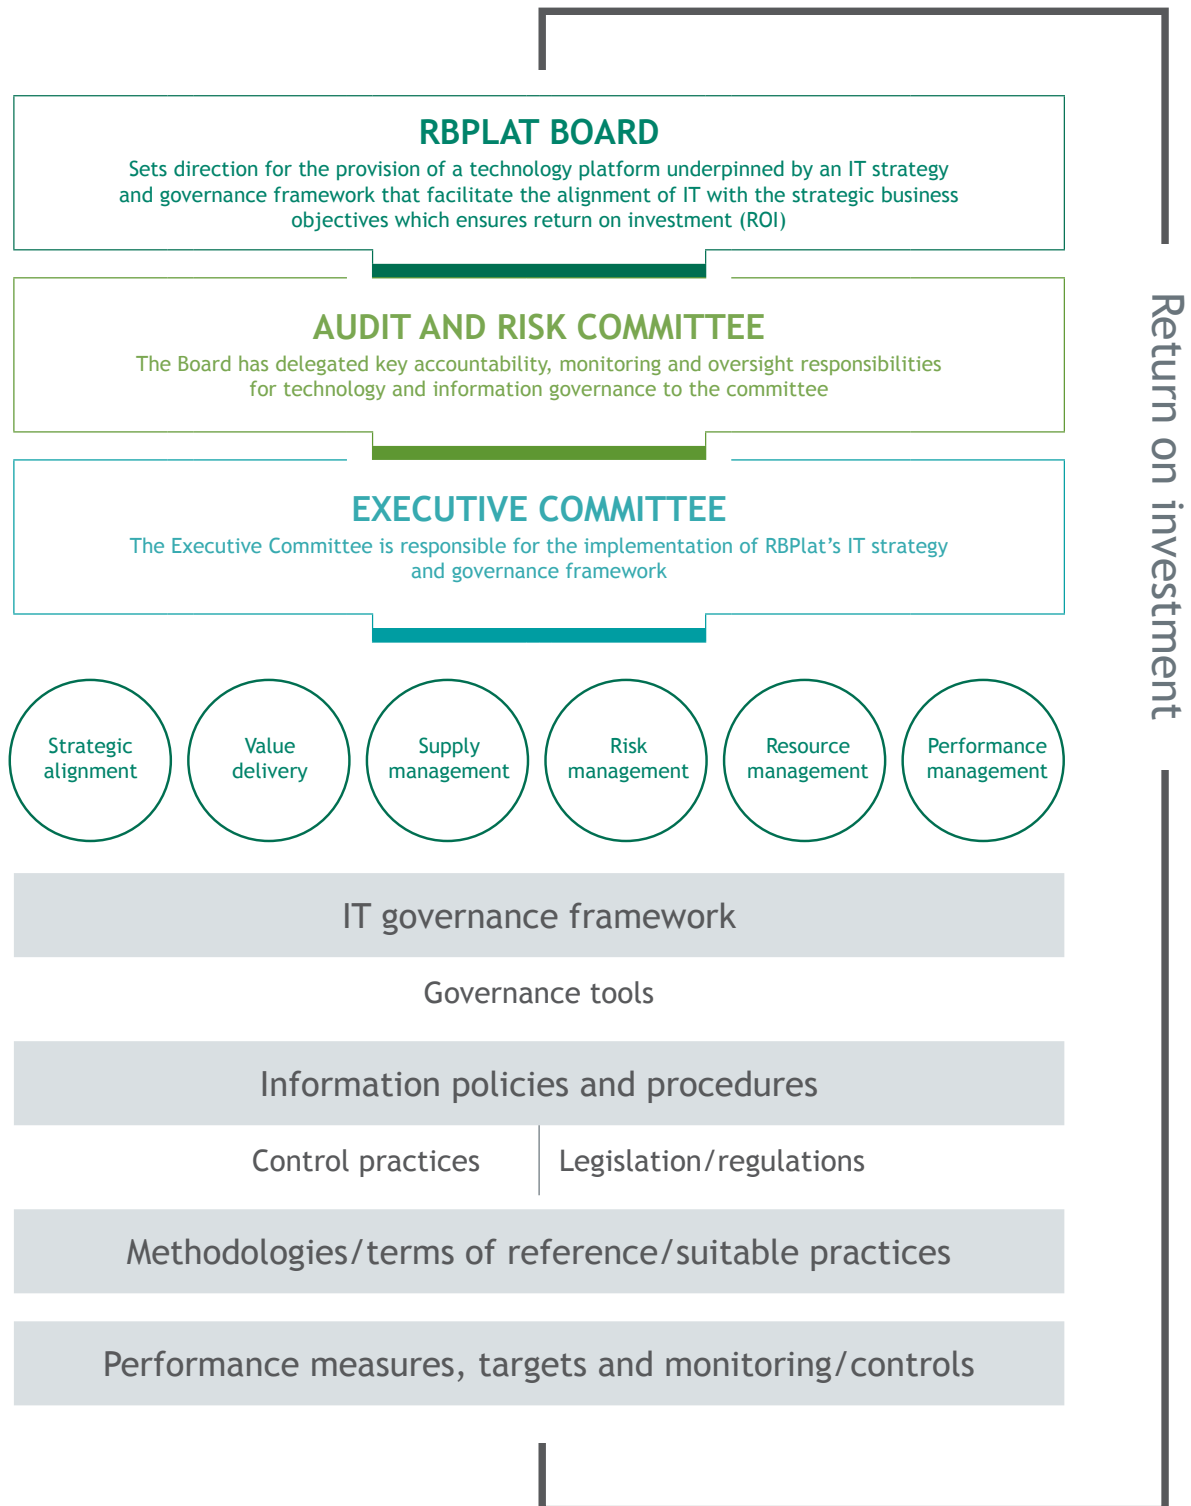 RBPLAT BOARD
Sets direction for the provision of a technology platform underpinned by an IT strategy
and governance framework that facilitate the alignment of IT with the strategic business
objectives which ensures return on investment (ROI)
AUDIT AND RISK COMMITTEE
The Board has delegated key accountability, monitoring and oversight responsibilities
for technology and information governance to the committee
EXECUTIVE COMMITTEE
The Executive Committee is responsible for the implementation of RBPlat’s IT strategy
and governance framework
Strategic
alignment
Value
delivery
Supply
management
Risk
management
Resource
management
Performance
management
IT governance framework
Governance tools
Information policies and procedures
Control practices
Legislation/regulations
Methodologies/terms of reference/suitable practices
Performance measures, targets and monitoring/controls
Return on investment